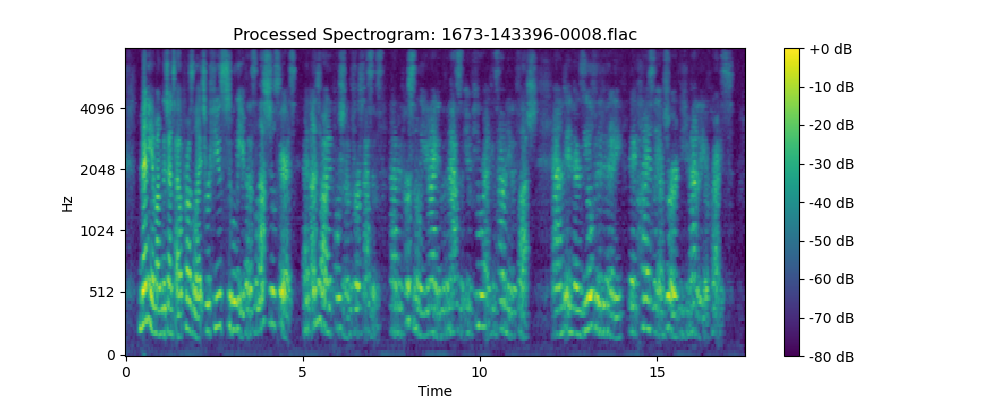 Processed Spectrogram: 1673-143396-0008.flac
Hz
4096
2048
1024
512
0
0 5 10 15
Time
+0 dB
-10 dB
-20 dB
-30 dB
-40 dB
-50 dB
-60 dB
-70 dB
-80 dB